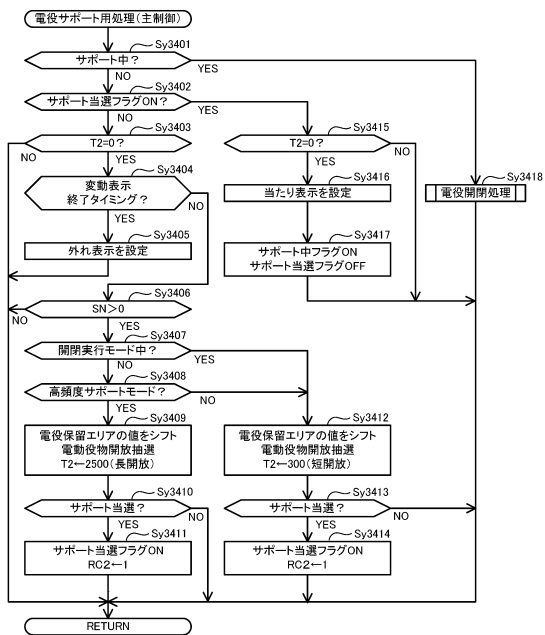 電役サポート用処理(主制御)
Sy3401
サポート中?
YES
NO
Sy3402
サポート当選フラグON?
YES
NO
Sy3403
T2=0?
NO
YES
Sy3404
変動表示
終了タイミング?
NO
YES
Sy3405
外れ表示を設定
Sy3415
T2=0?
NO
YES
Sy3416
当たり表示を設定
Sy3417
サポート中フラグON
サポート当選フラグOFF
Sy3418
電役開閉処理
Sy3406
SN>0
NO
YES
Sy3407
開閉実行モード中?
YES
NO
Sy3408
高頻度サポートモード?
NO
YES
Sy3409
電役保留エリアの値をシフト
電動役物開放抽選
T2←2500(長開放)
Sy3410
サポート当選?
NO
YES
Sy3411
サポート当選フラグON
RC2←1
Sy3412
電役保留エリアの値をシフト
電動役物開放抽選
T2←300(短開放)
Sy3413
サポート当選?
NO
YES
Sy3414
サポート当選フラグON
RC2←1
RETURN